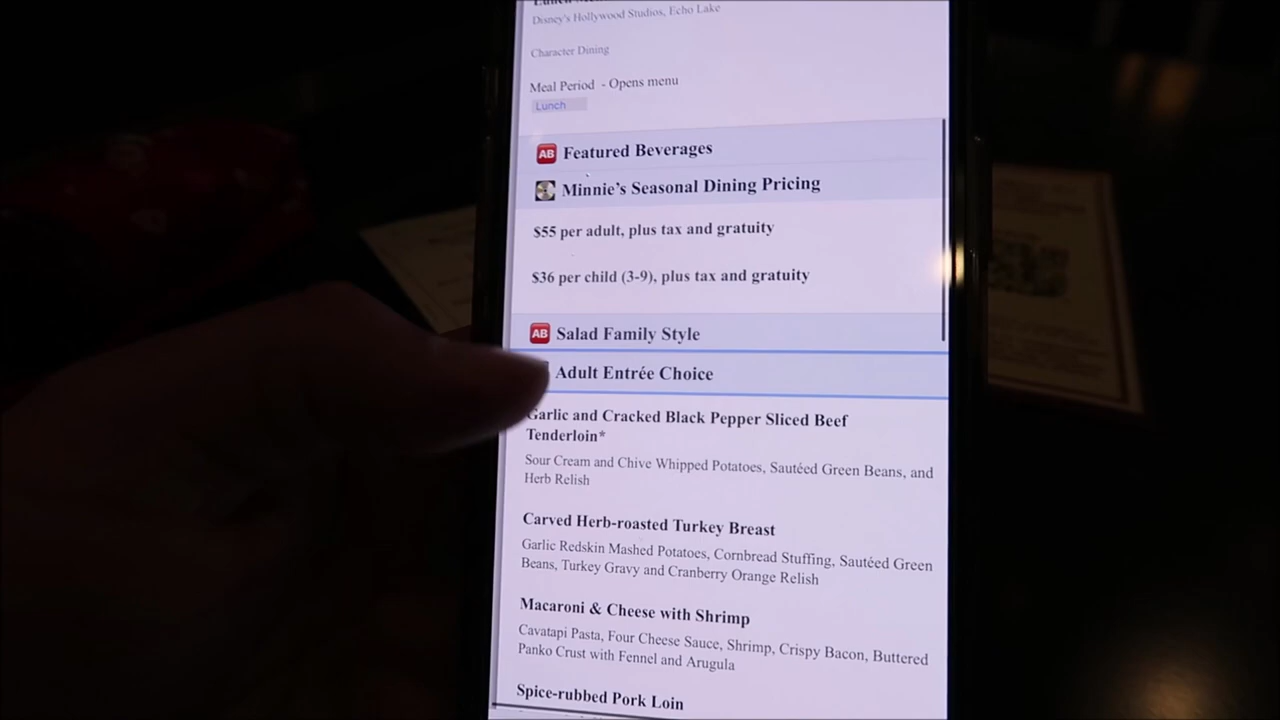 Disney's Hollywood Studios, Echo Lake
Character Dining
Meal Period - Opens menu
Lunch
AB Featured Beverages
Minnie's Seasonal Dining Pricing
$55 per adult, plus tax and gratuity
$36 per child (3-9), plus tax and gratuity
AB Salad Family Style
Adult Entrée Choice
Garlic and Cracked Black Pepper Sliced Beef
Tenderloin*
Sour Cream and Chive Whipped Potatoes, Sautéed Green Beans, and
Herb Relish
Carved Herb-roasted Turkey Breast
Garlic Redskin Mashed Potatoes, Cornbread Stuffing, Sautéed Green
Beans, Turkey Gravy and Cranberry Orange Relish
Macaroni & Cheese with Shrimp
Cavatapi Pasta, Four Cheese Sauce, Shrimp, Crispy Bacon, Buttered
Panko Crust with Fennel and Arugula
Spice-rubbed Pork Loin